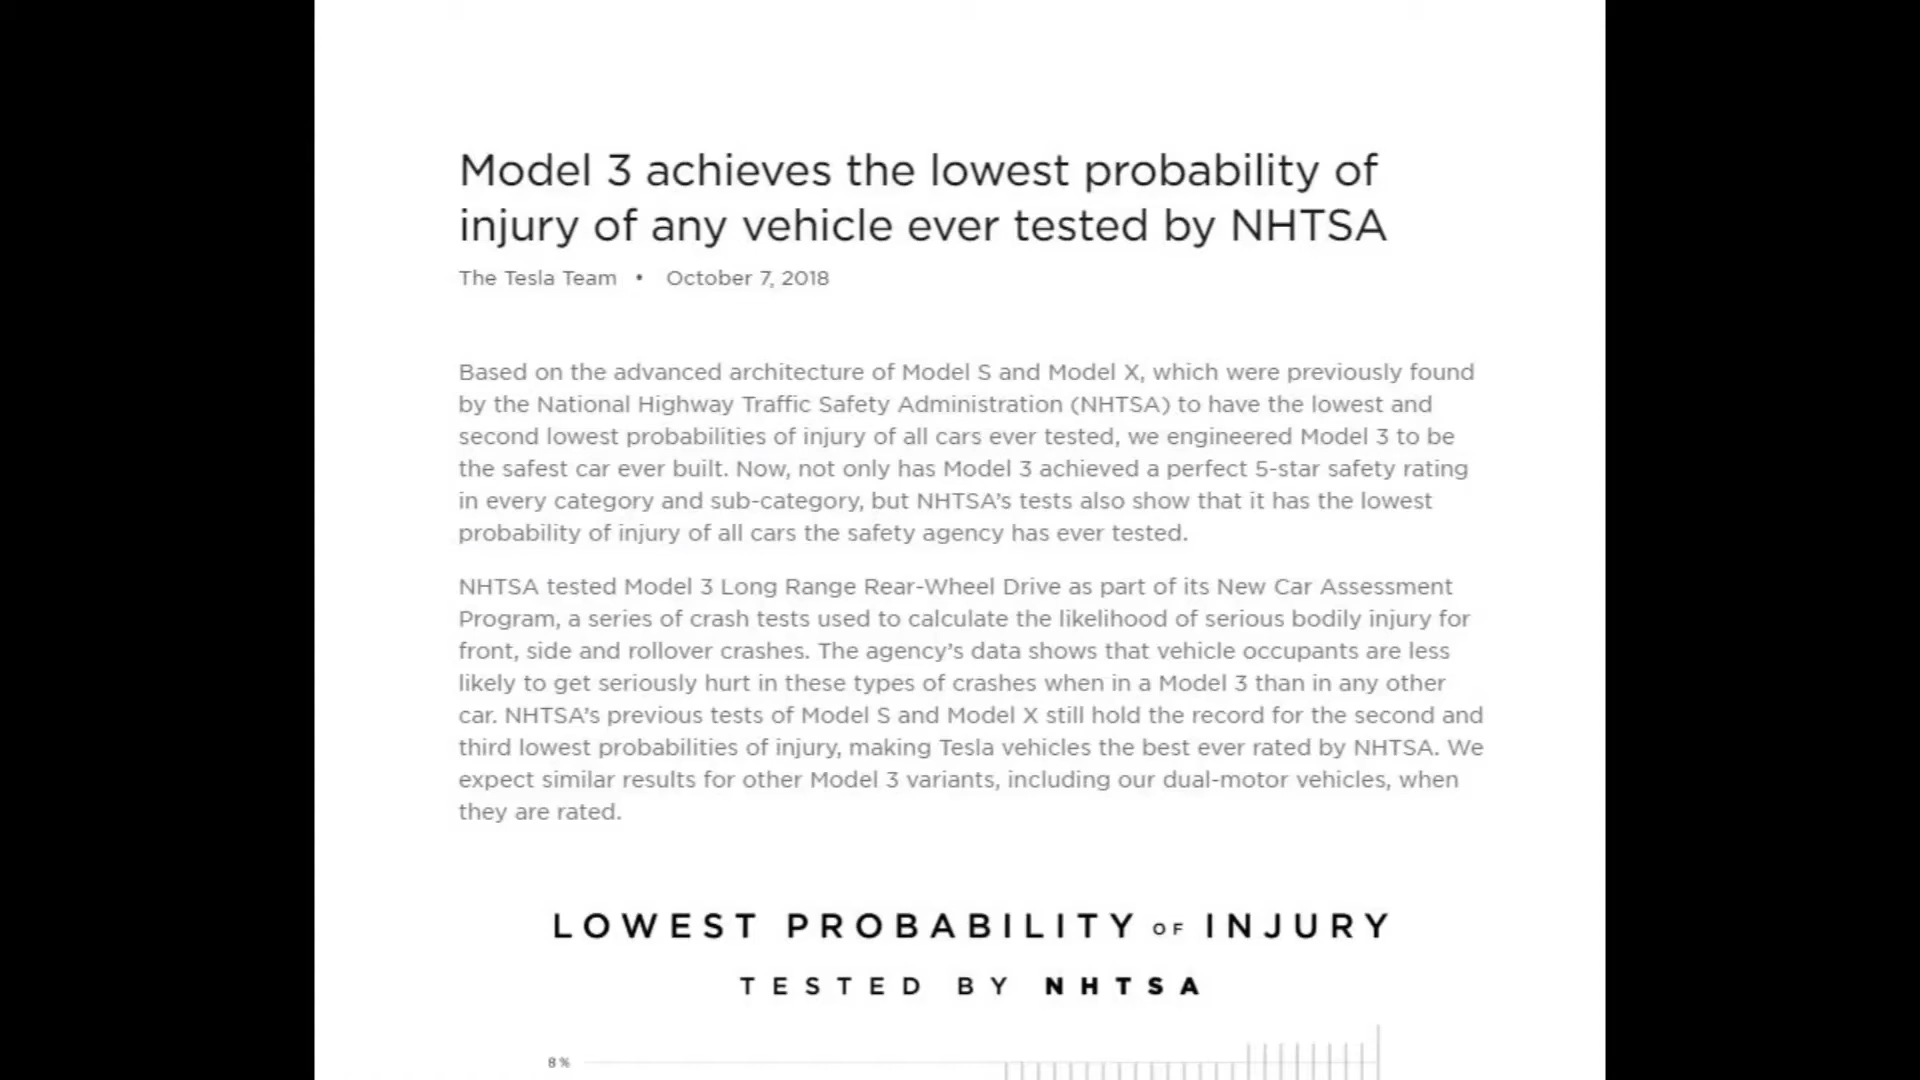 Model 3 achieves the lowest probability of
injury of any vehicle ever tested by NHTSA
The Tesla Team • October 7, 2018
Based on the advanced architecture of Model S and Model X, which were previously found
by the National Highway Traffic Safety Administration (NHTSA) to have the lowest and
second lowest probabilities of injury of all cars ever tested, we engineered Model 3 to be
the safest car ever built. Now, not only has Model 3 achieved a perfect 5-star safety rating
in every category and sub-category, but NHTSA’s tests also show that it has the lowest
probability of injury of all cars the safety agency has ever tested.
NHTSA tested Model 3 Long Range Rear-Wheel Drive as part of its New Car Assessment
Program, a series of crash tests used to calculate the likelihood of serious bodily injury for
front, side and rollover crashes. The agency’s data shows that vehicle occupants are less
likely to get seriously hurt in these types of crashes when in a Model 3 than in any other
car. NHTSA’s previous tests of Model S and Model X still hold the record for the second and
third lowest probabilities of injury, making Tesla vehicles the best ever rated by NHTSA. We
expect similar results for other Model 3 variants, including our dual-motor vehicles, when
they are rated.
LOWEST PROBABILITY OF INJURY
TESTED BY NHTSA
8%